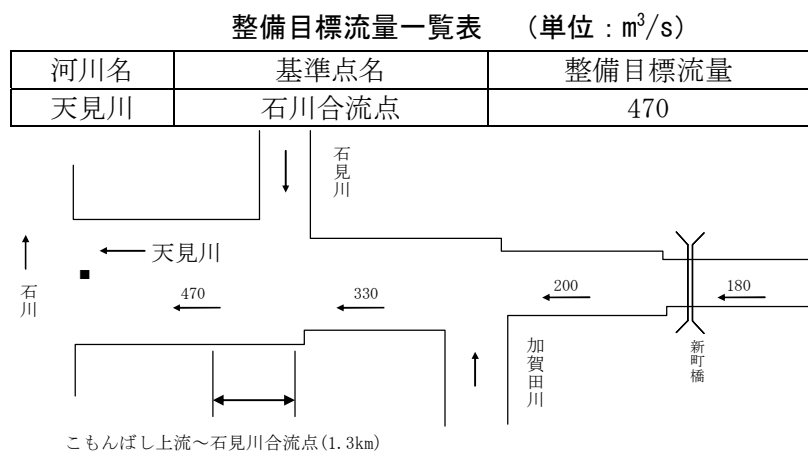 整備目標流量一覧表 (単位:m³/s)
河川名 基準点名 整備目標流量
天見川 石川合流点 470
石見川
天見川
石川
470
330
200
180
加賀田川
新町橋
こもんばし上流~石見川合流点(1.3km)